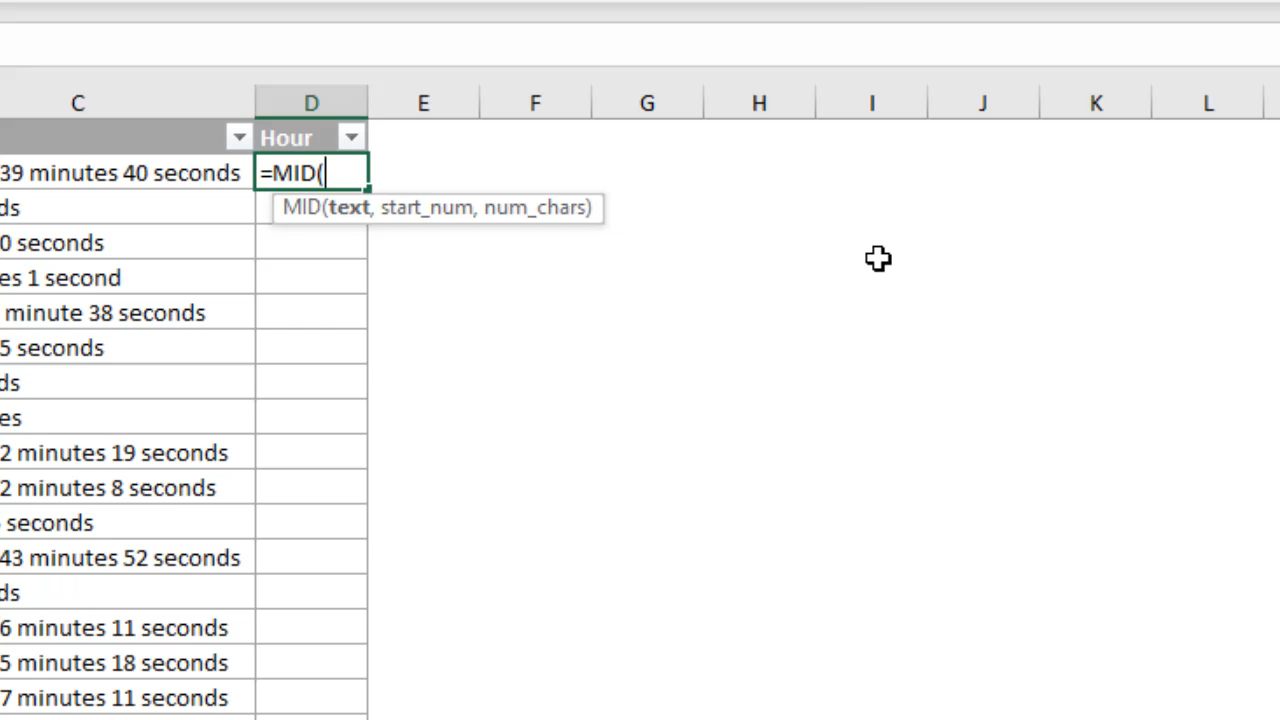 C D E F G H I J K L
Hour
39 minutes 40 seconds =MID(
ds MID(text, start_num, num_chars)
0 seconds
es 1 second
minute 38 seconds
5 seconds
ds
es
2 minutes 19 seconds
2 minutes 8 seconds
seconds
43 minutes 52 seconds
ds
6 minutes 11 seconds
5 minutes 18 seconds
7 minutes 11 seconds